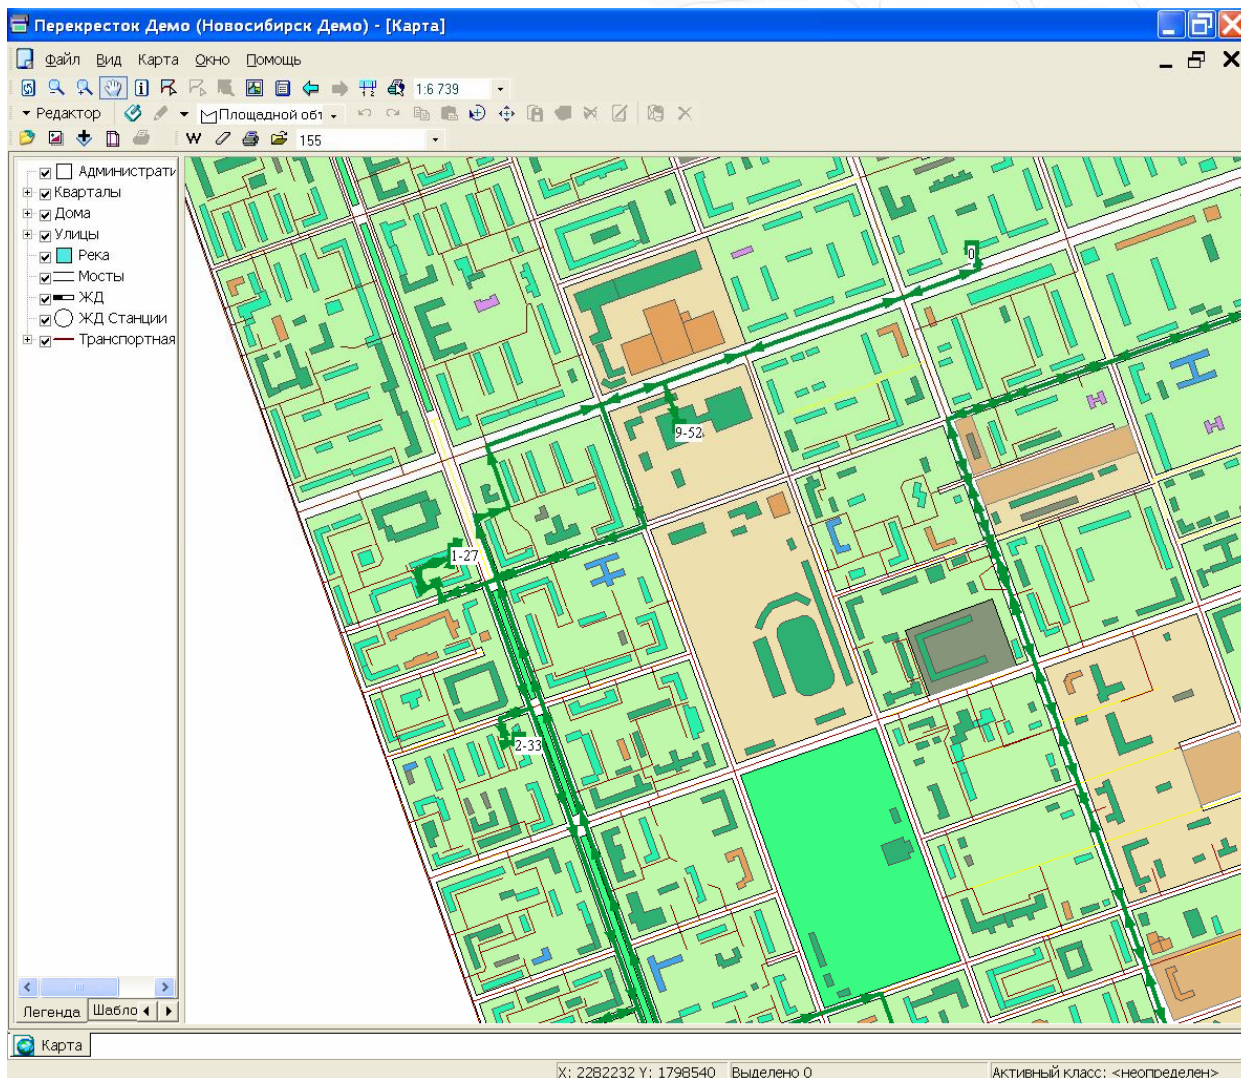 Перекресток Демо (Новосибирск Демо) - [Карта]
Файл Вид Карта Окно Помощь
1:6 739
Редактор Площадной объ
W 155
Администрати
Кварталы
Дома
Улицы
Река
Мосты
ЖД
ЖД Станции
Транспортная
0
9-52
1-27
2-33
Легенда Шабло
Карта
X: 2282232 Y: 1798540 Выделено 0 Активный класс: <неопределен>